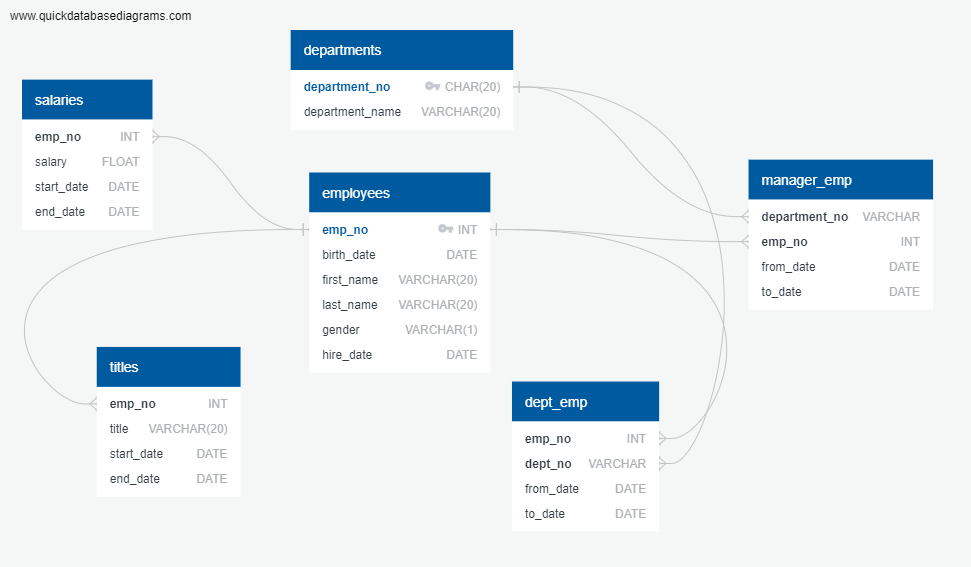 www.quickdatabasediagrams.com
departments
department_no CHAR(20)
department_name VARCHAR(20)
salaries
emp_no INT
salary FLOAT
start_date DATE
end_date DATE
employees
emp_no INT
birth_date DATE
first_name VARCHAR(20)
last_name VARCHAR(20)
gender VARCHAR(1)
hire_date DATE
manager_emp
department_no VARCHAR
emp_no INT
from_date DATE
to_date DATE
titles
emp_no INT
title VARCHAR(20)
start_date DATE
end_date DATE
dept_emp
emp_no INT
dept_no VARCHAR
from_date DATE
to_date DATE